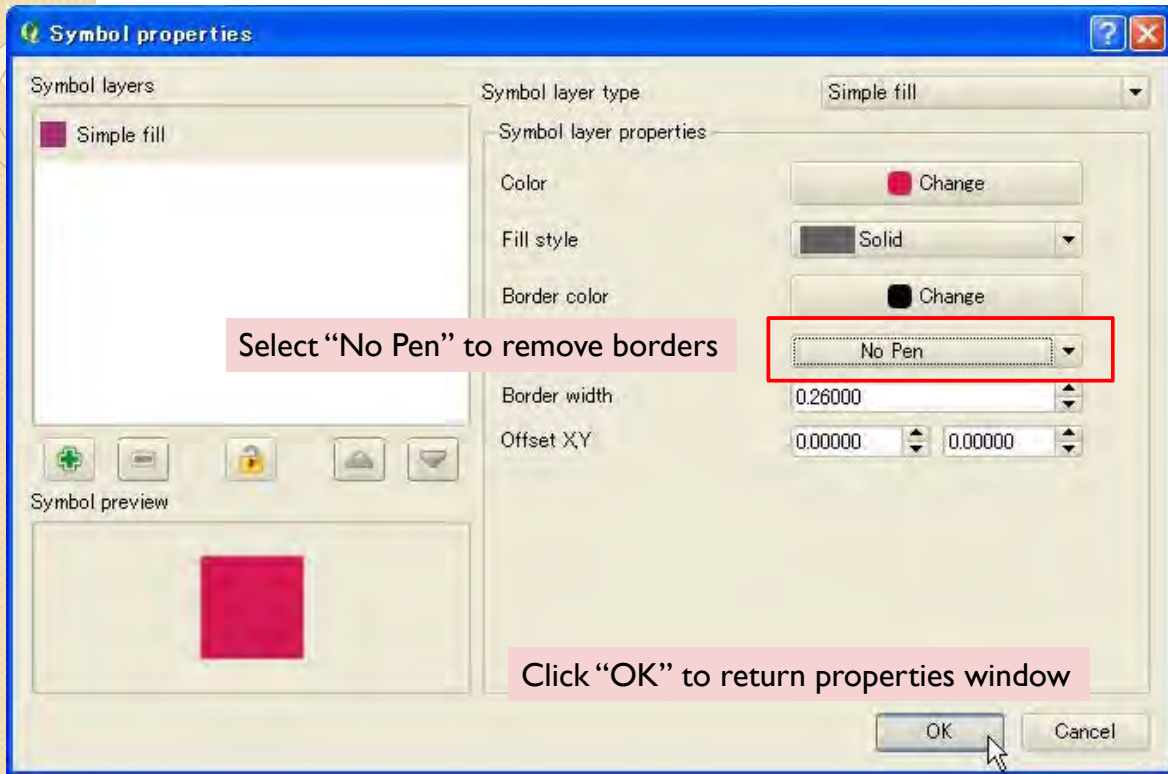 Symbol properties
Symbol layers
Simple fill
Symbol preview
Symbol layer type
Simple fill
Symbol layer properties
Color
Change
Fill style
Solid
Border color
Change
Select “No Pen” to remove borders
No Pen
Border width
0.26000
Offset X,Y
0.00000
0.00000
Click “OK” to return properties window
OK
Cancel